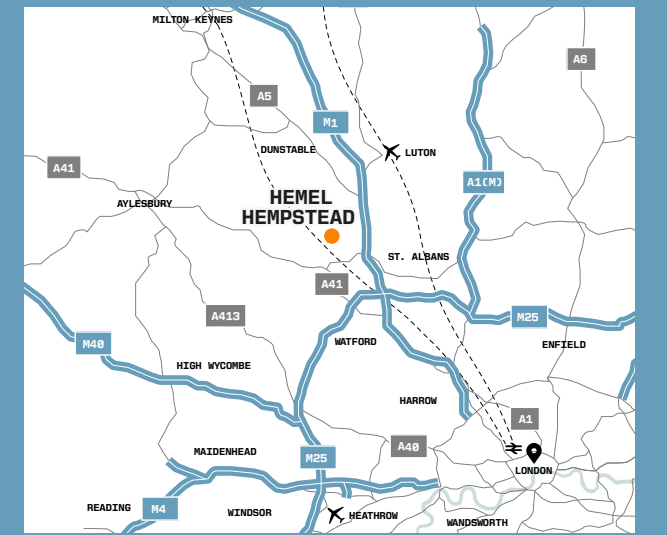 MILTON KEYNES
A6
A5
M1
DUNSTABLE
LUTON
A41
A1(M)
AYLESBURY
HEMEL
HEMPSTEAD
ST. ALBANS
A41
A413
M25
M40
WATFORD
ENFIELD
HIGH WYCOMBE
HARROW
A1
A40
MAIDENHEAD
M25
LONDON
READING
M4
WINDSOR
HEATHROW
WANDSWORTH